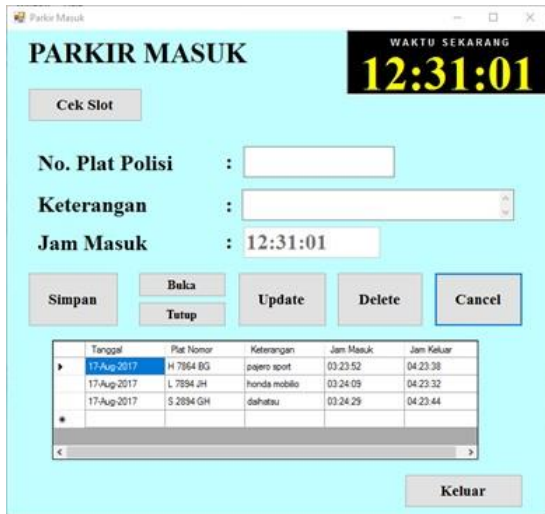 Parkir Masuk
PARKIR MASUK
WAKTU SEKARANG
12:31:01
Cek Slot
No. Plat Polisi :
Keterangan :
Jam Masuk : 12:31:01
Simpan
Buka
Tutup
Update
Delete
Cancel
Tanggal Plat Nomor Keterangan Jam Masuk Jam Keluar
17-Aug-2017 H 7864 BG pajero sport 03:23:52 04:23:38
17-Aug-2017 L 7894 JH honda mobilio 03:24:09 04:23:32
17-Aug-2017 S 2894 GH daihatsu 03:24:29 04:23:44
Keluar